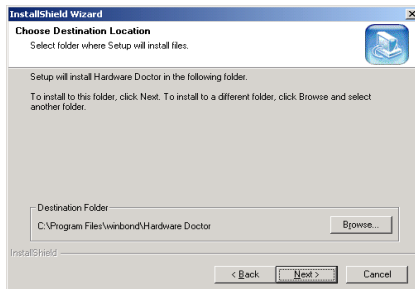 InstallShield Wizard
Choose Destination Location
Select folder where Setup will install files.
Setup will install Hardware Doctor in the following folder.
To install to this folder, click Next. To install to a different folder, click Browse and select
another folder.
Destination Folder
C:\Program Files\winbond\Hardware Doctor
Browse...
InstallShield
< Back
Next >
Cancel